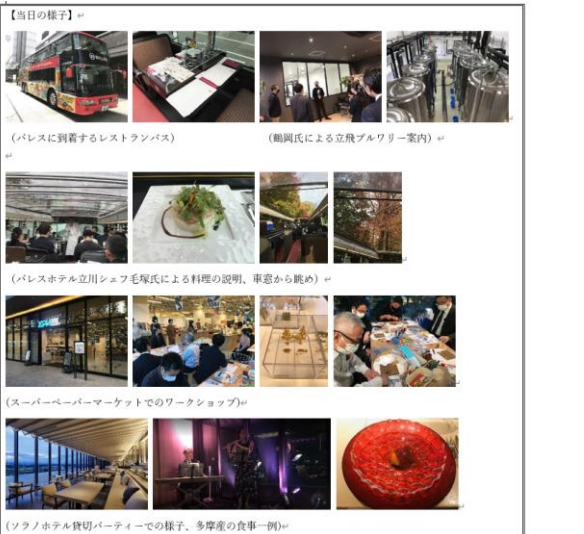 【当日の様子】
(パレスに到着するレストランバス)
(鶴岡氏による立飛ブルワリー案内)
(パレスホテル立川シェフ毛塚氏による料理の説明、車窓から眺め)
(スーパーペーパーマーケットでのワークショップ)
(ソラノホテル貸切パーティーでの様子、多摩産の食事一例)